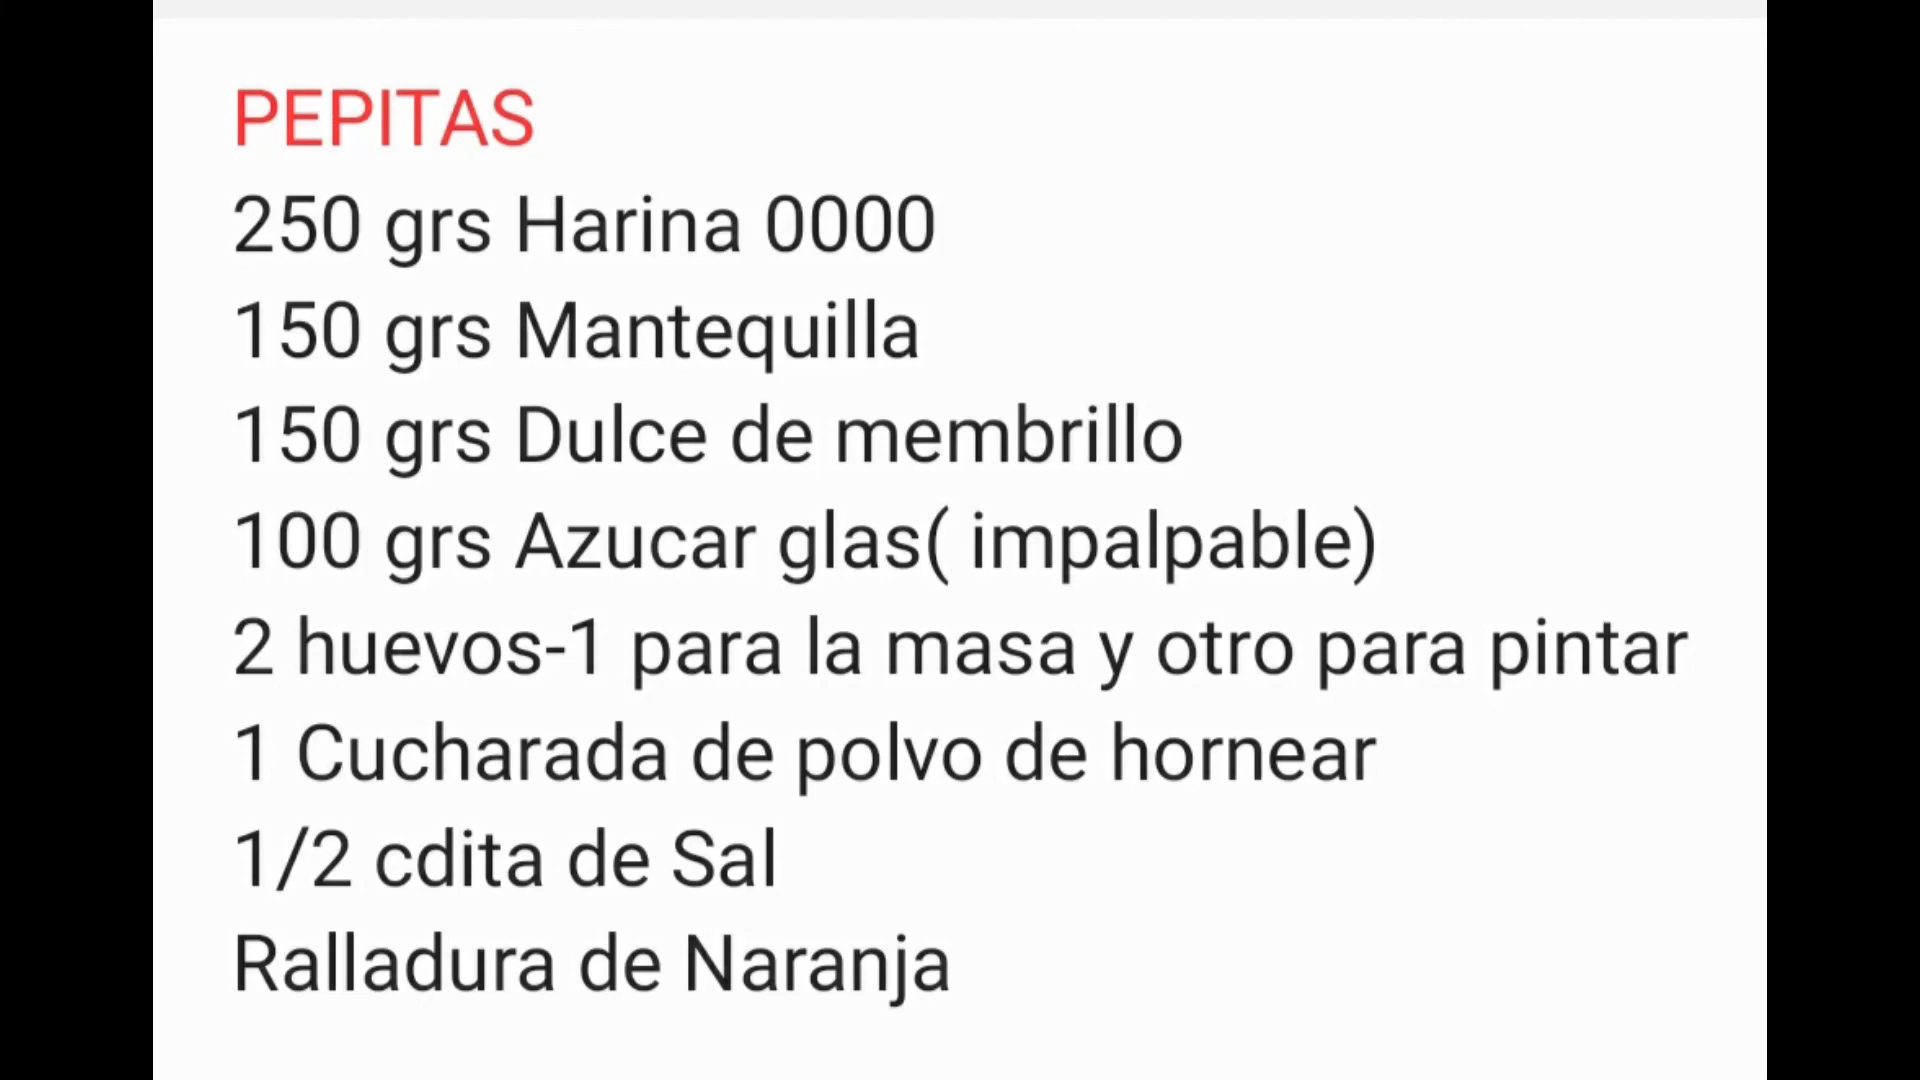 PEPITAS
250 grs Harina 0000
150 grs Mantequilla
150 grs Dulce de membrillo
100 grs Azucar glas( impalpable)
2 huevos-1 para la masa y otro para pintar
1 Cucharada de polvo de hornear
1/2 cdita de Sal
Ralladura de Naranja